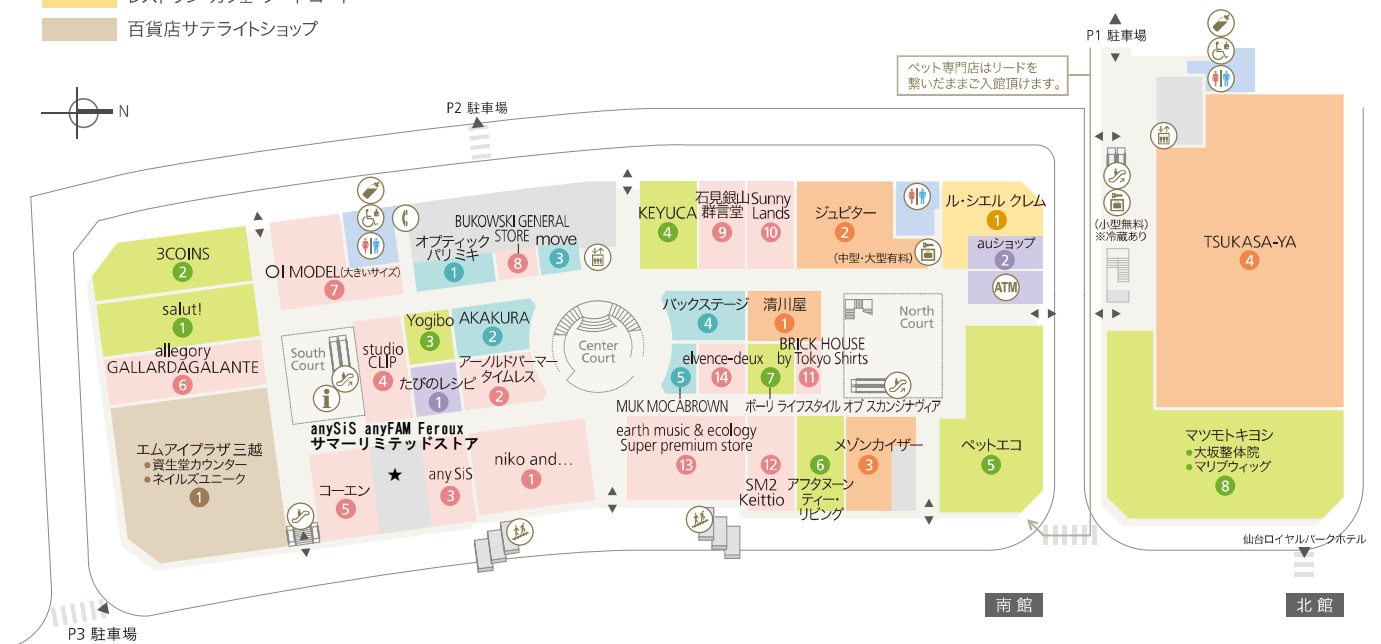 レストラン・カフェ・フードコート
百貨店サテライトショップ
N
P1 駐車場
ペット専門店はリードを
繋いだままご入館頂けます。
P2 駐車場
3COINS
2
salut!
1
allegory
GALLARDAGALANTE
6
エムアイプラザ三越
●資生堂カウンター
●ネイルズユニーク
1
OI MODEL(大きいサイズ)
7
オプティック
パリミキ
1
BUKOWSKI GENERAL
STORE
8
move
3
South
Court
studio
CLIP
4
Yogibo
3
AKAKURA
2
たびのレシピ
1
アーノルドパーマー
タイムレス
2
Center
Court
anySiS anyFAM Feroux
サマーリミテッドストア
★
コーエン
5
any SiS
3
niko and...
1
KEYUCA
4
石見銀山
群言堂
9
Sunny
Lands
10
ジュピター
2
(中型・大型有料)
ル・シエル クレム
1
auショップ
2
ATM
バックステージ
4
清川屋
1
North
Court
5
elvence-deux
14
7
BRICK HOUSE
by Tokyo Shirts
11
MUK MOCABROWN
ポーリ ライフスタイル オブ スカンジナヴィア
earth music & ecology
Super premium store
13
12
SM2
Keittio
6
アフタヌーン
ティー・
リビング
メゾンカイザー
3
ペットエコ
5
(小型無料)
※冷蔵あり
TSUKASA-YA
4
マツモトキヨシ
●大坂整体院
●マリブウィッグ
8
仙台ロイヤルパークホテル
南館
北館
P3 駐車場